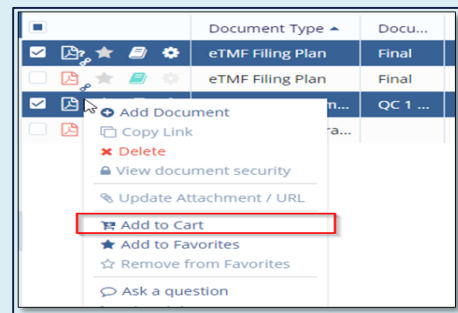 Document Type Docu...
eTMF Filing Plan Final
eTMF Filing Plan Final
m... QC 1 ...
ra...
Add Document
Copy Link
Delete
View document security
Update Attachment / URL
Add to Cart
Add to Favorites
Remove from Favorites
Ask a question